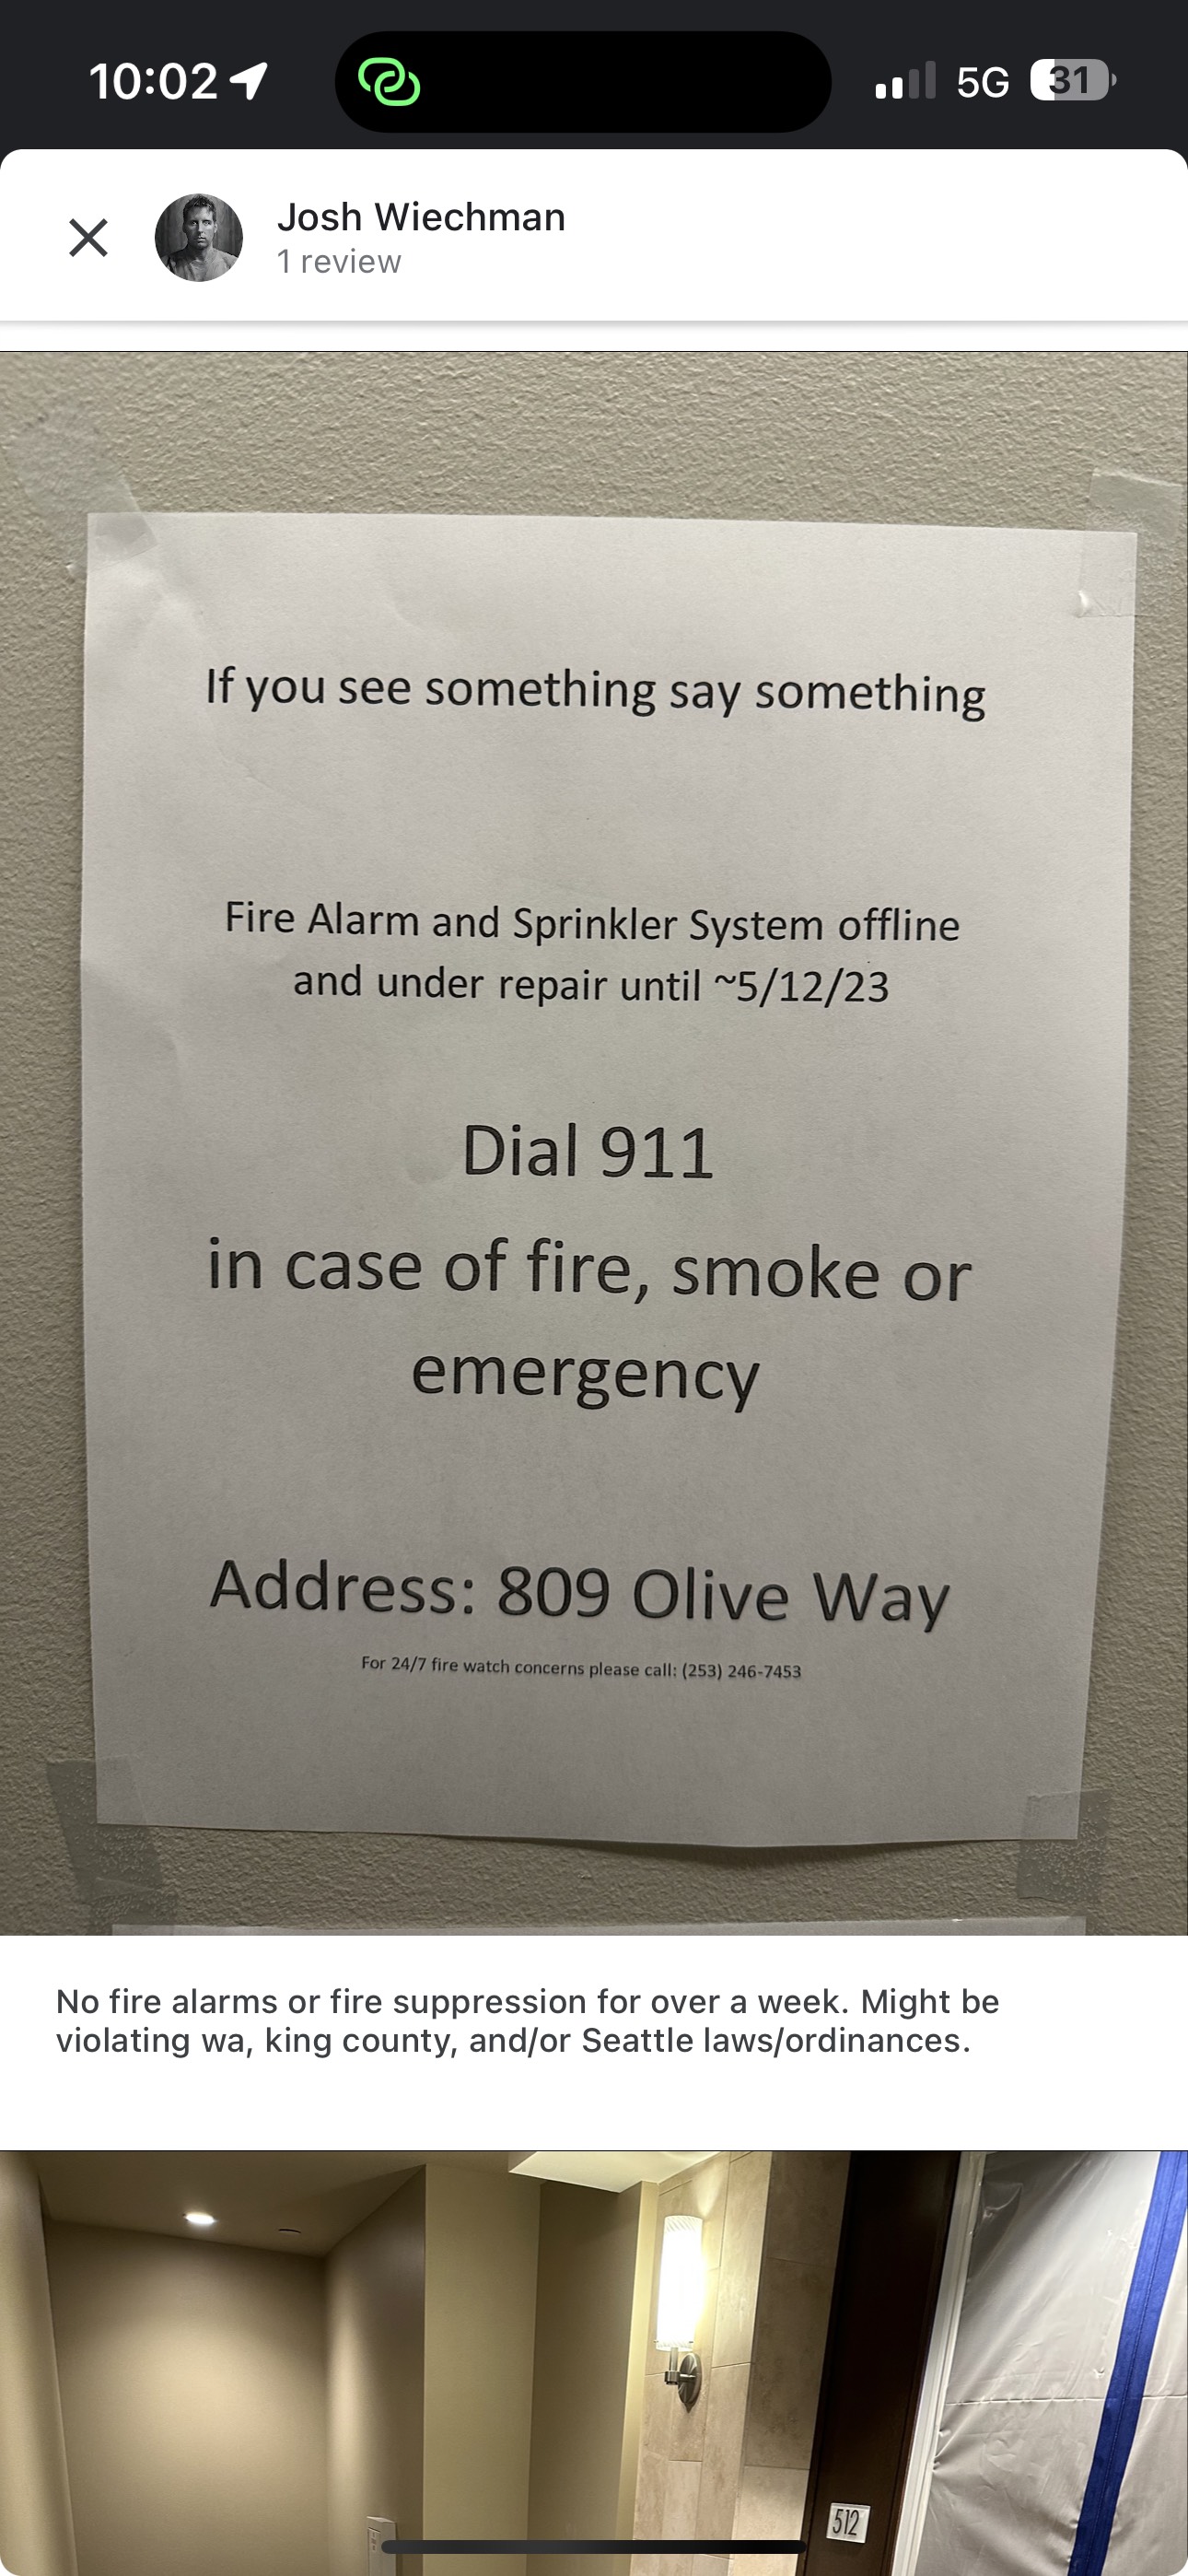 10:02
5G
31
Josh Wiechman
1 review
If you see something say something
Fire Alarm and Sprinkler System offline
and under repair until ~5/12/23
Dial 911
in case of fire, smoke or
emergency
Address: 809 Olive Way
For 24/7 fire watch concerns please call: (253) 246-7453
No fire alarms or fire suppression for over a week. Might be
violating wa, king county, and/or Seattle laws/ordinances.
512